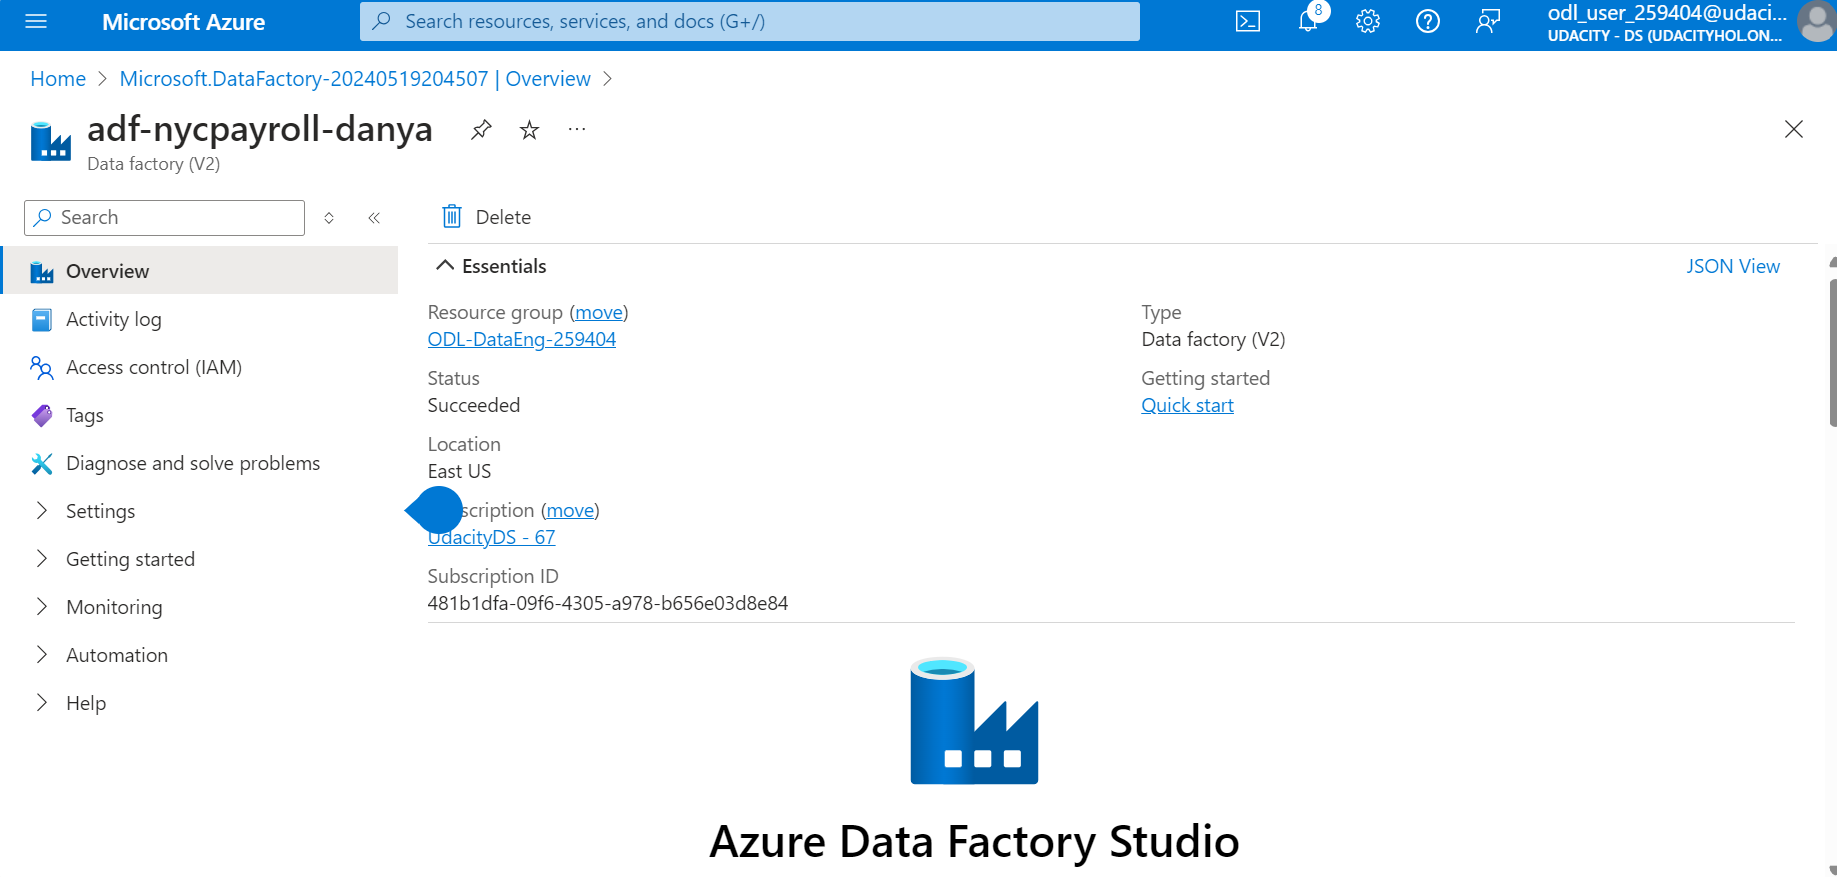 Microsoft Azure
Search resources, services, and docs (G+/)
8
odl_user_259404@udaci...
UDACITY - DS (UDACITYHOL.ON...
Home > Microsoft.DataFactory-20240519204507 | Overview >
adf-nycpayroll-danya
Data factory (V2)
Search
Delete
Overview
Activity log
Access control (IAM)
Tags
Diagnose and solve problems
Settings
Getting started
Monitoring
Automation
Help
Essentials
JSON View
Resource group (move)
ODL-DataEng-259404
Status
Succeeded
Location
East US
scription (move)
UdacityDS - 67
Subscription ID
481b1dfa-09f6-4305-a978-b656e03d8e84
Type
Data factory (V2)
Getting started
Quick start
Azure Data Factory Studio